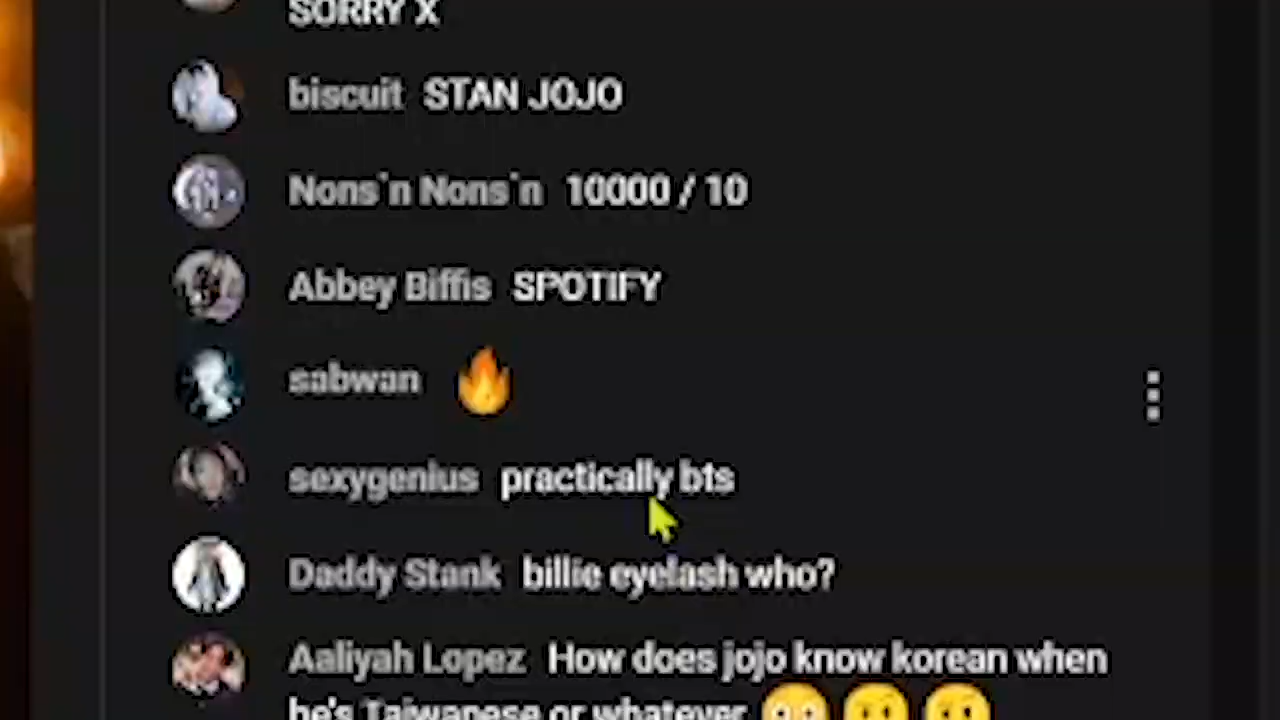 SORRY X
biscuit STAN JOJO
Nons`n Nons`n 10000 / 10
Abbey Biffis SPOTIFY
sabwan 🔥
sexygenius practically bts
Daddy Stank billie eyelash who?
Aaliyah Lopez How does jojo know korean when
he's Taiwanese or whatever